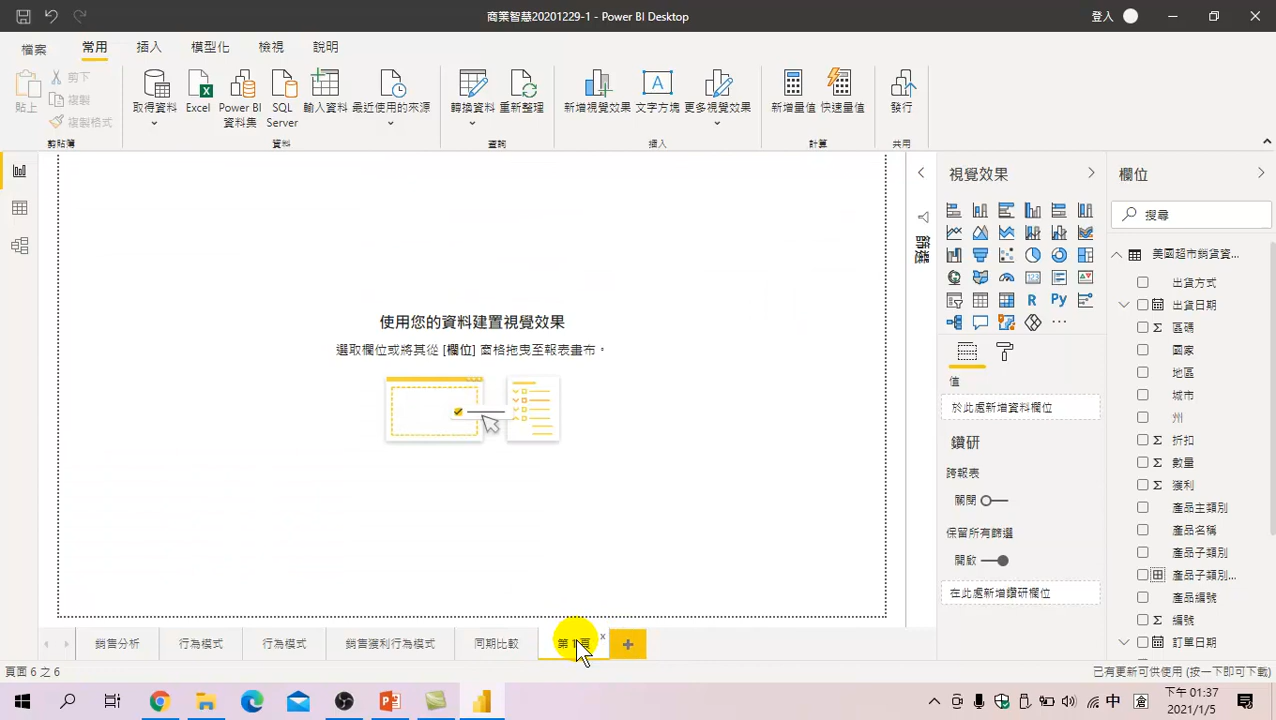 商業智慧20201229-1 - Power BI Desktop
登入
檔案
常用
插入
模型化
檢視
說明
貼上
剪下
複製
複製格式
剪貼簿
取得資料
Excel
Power BI
資料集
SQL
Server
輸入資料
最近使用的來源
資料
轉換資料
重新整理
查詢
新增視覺效果
文字方塊
更多視覺效果
插入
新增量值
快速量值
計算
發行
共用
使用您的資料建置視覺效果
選取欄位或將其從 [欄位] 窗格拖曳至報表畫布。
篩選
視覺效果
R
Py
123
值
於此處新增資料欄位
鑽研
跨報表
關閉
保留所有篩選
開啟
在此處新增鑽研欄位
欄位
搜尋
美國超市銷貨資...
出貨方式
出貨日期
區碼
國家
地區
城市
州
折扣
數量
獲利
產品主類別
產品名稱
產品子類別
產品子類別...
產品編號
編號
訂單日期
銷售分析
行為模式
行為模式
銷售獲利行為模式
同期比較
第 1 頁
頁面 6 之 6
已有更新可供使用 (按一下即可下載)
中
倉
下午 01:37
2021/1/5